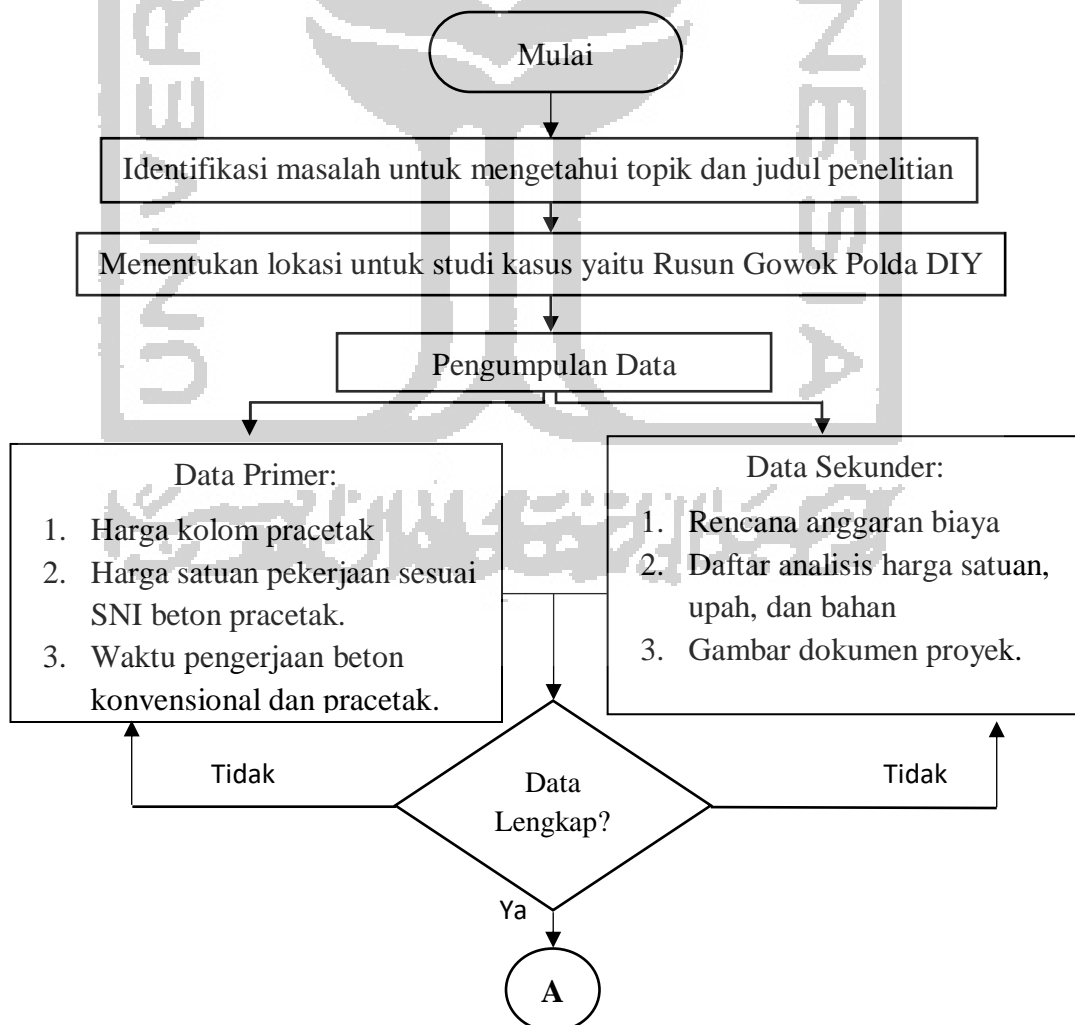 Mulai
Identifikasi masalah untuk mengetahui topik dan judul penelitian
Menentukan lokasi untuk studi kasus yaitu Rusun Gowok Polda DIY
Pengumpulan Data
Data Primer:
1. Harga kolom pracetak
2. Harga satuan pekerjaan sesuai
SNI beton pracetak.
3. Waktu pengerjaan beton
konvensional dan pracetak.
Data Sekunder:
1. Rencana anggaran biaya
2. Daftar analisis harga satuan,
upah, dan bahan
3. Gambar dokumen proyek.
Tidak
Data
Lengkap?
Tidak
Ya
A
UNIVER
NESIA